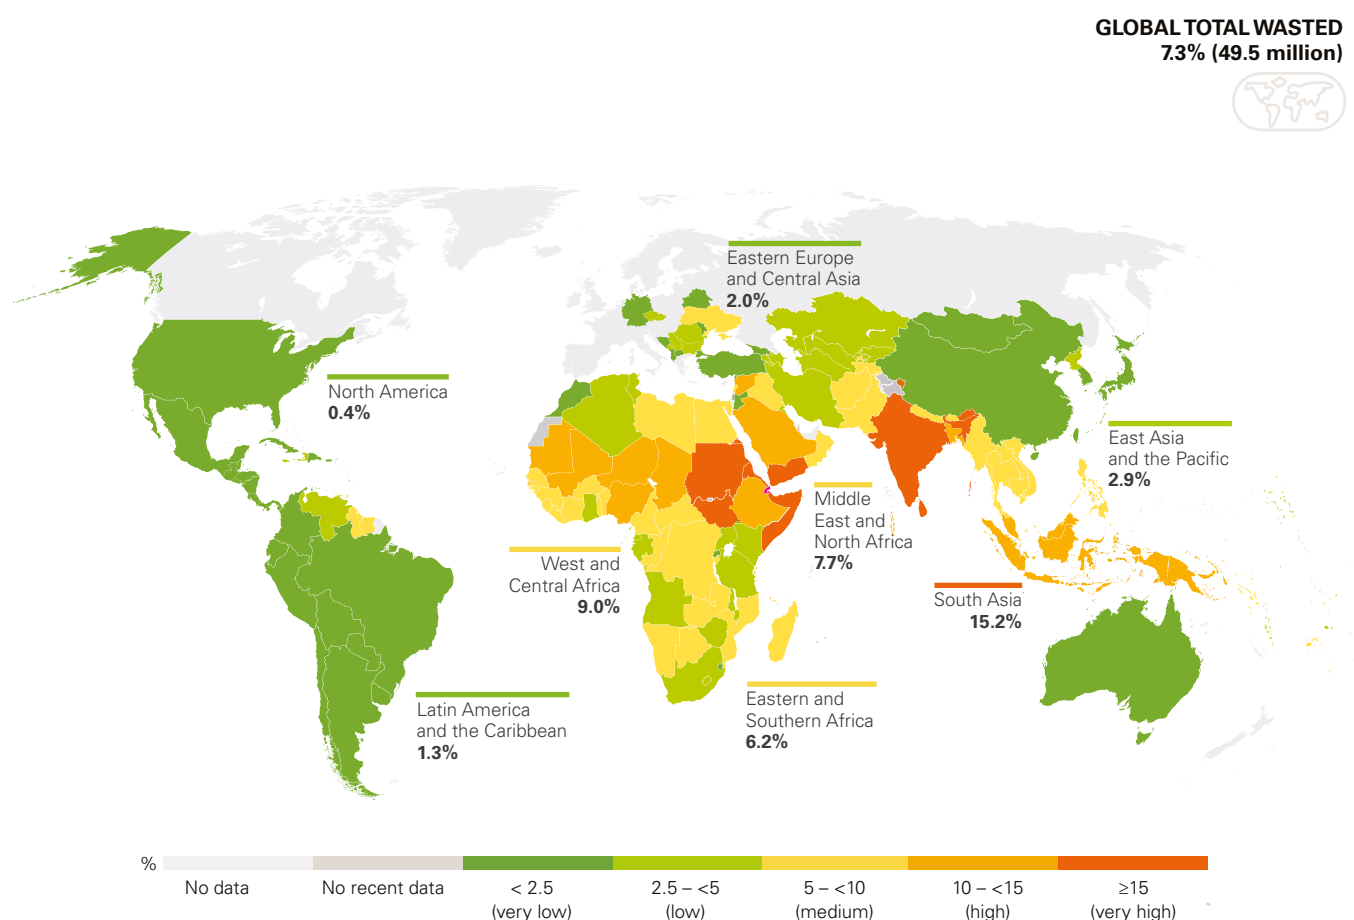 GLOBAL TOTAL WASTED
7.3% (49.5 million)
Eastern Europe
and Central Asia
2.0%
North America
0.4%
East Asia
and the Pacific
2.9%
Middle
East and
North Africa
7.7%
West and
Central Africa
9.0%
South Asia
15.2%
Latin America
and the Caribbean
1.3%
Eastern and
Southern Africa
6.2%
%
No data
No recent data
< 2.5
(very low)
2.5 – <5
(low)
5 – <10
(medium)
10 – <15
(high)
≥15
(very high)